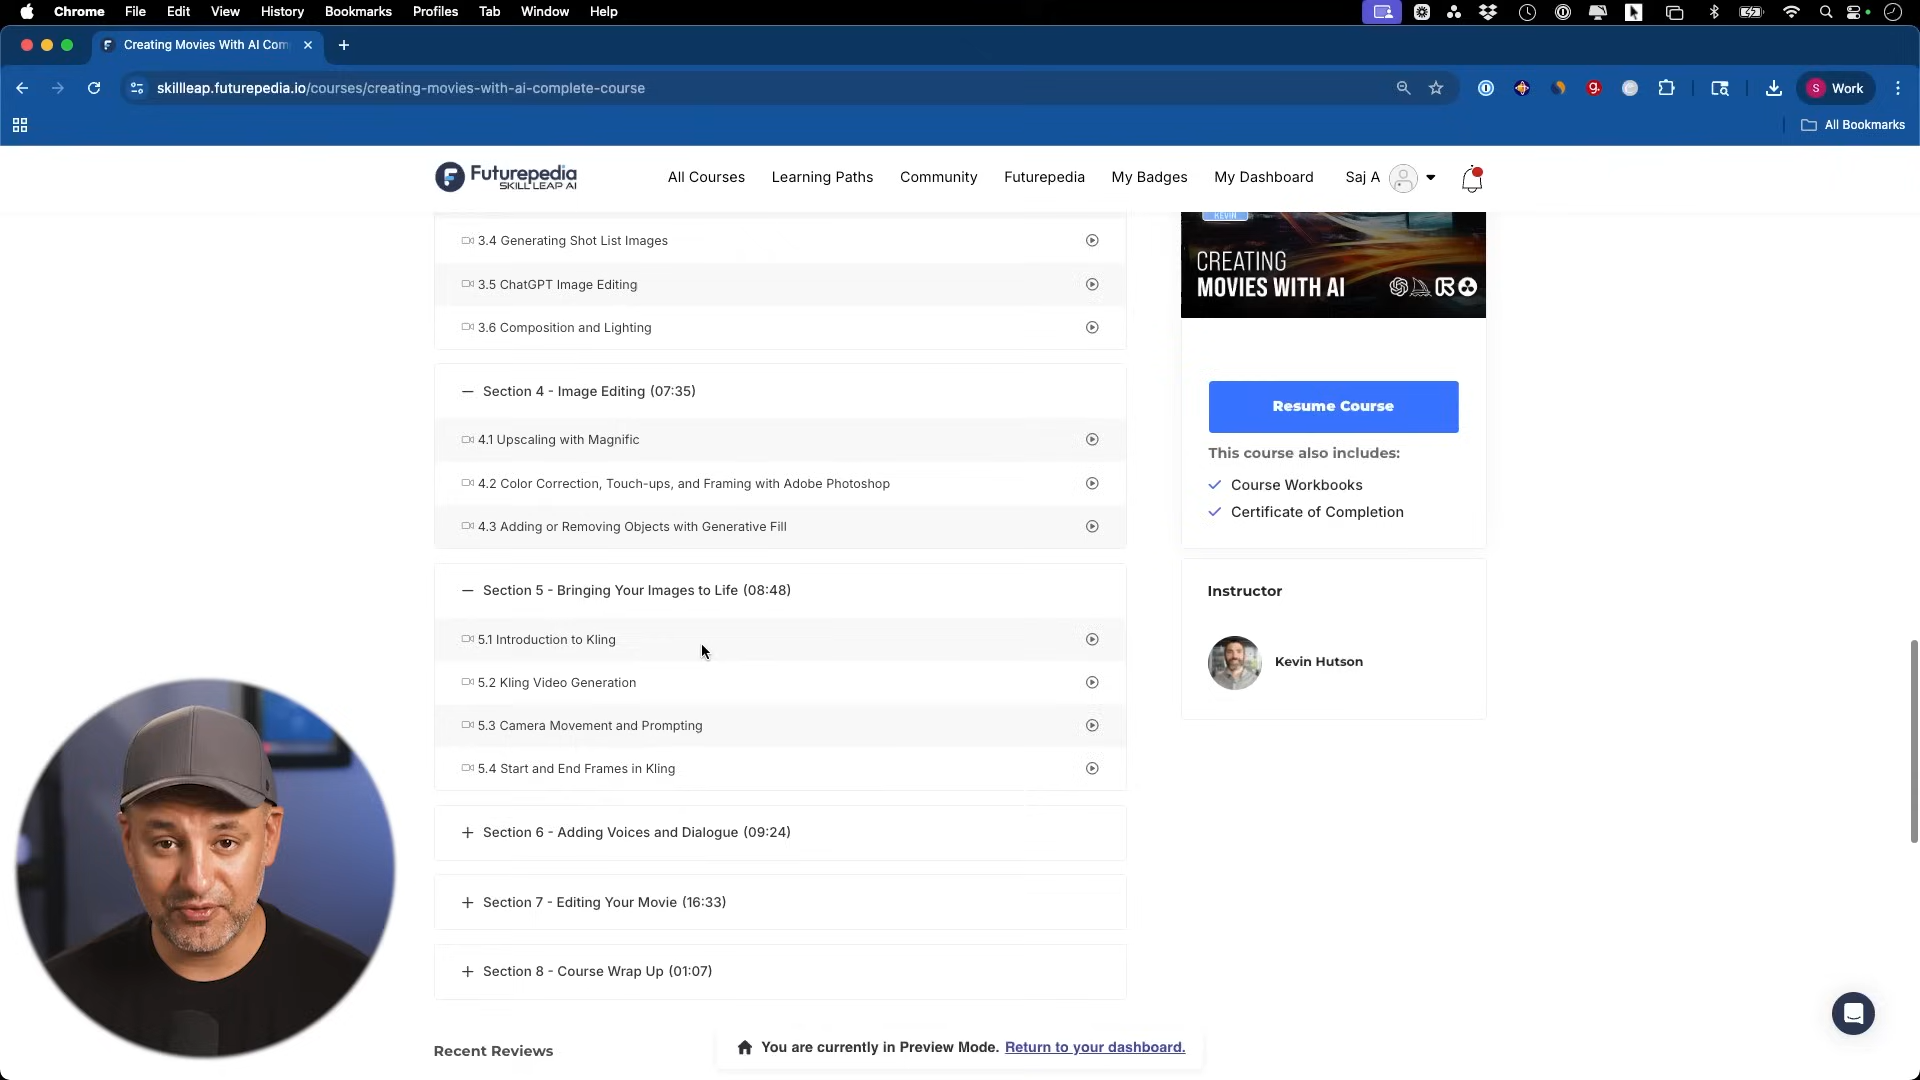 Chrome File Edit View History Bookmarks Profiles Tab Window Help
Creating Movies With AI Com
skillleap.futurepedia.io/courses/creating-movies-with-ai-complete-course
S Work
All Bookmarks
Futurepedia
SKILL LEAP AI
All Courses Learning Paths Community Futurepedia My Badges My Dashboard Saj A
3.4 Generating Shot List Images
3.5 ChatGPT Image Editing
3.6 Composition and Lighting
Section 4 - Image Editing (07:35)
4.1 Upscaling with Magnific
4.2 Color Correction, Touch-ups, and Framing with Adobe Photoshop
4.3 Adding or Removing Objects with Generative Fill
Section 5 - Bringing Your Images to Life (08:48)
5.1 Introduction to Kling
5.2 Kling Video Generation
5.3 Camera Movement and Prompting
5.4 Start and End Frames in Kling
Section 6 - Adding Voices and Dialogue (09:24)
Section 7 - Editing Your Movie (16:33)
Section 8 - Course Wrap Up (01:07)
Recent Reviews
KEVIN
CREATING
MOVIES WITH AI
Resume Course
This course also includes:
Course Workbooks
Certificate of Completion
Instructor
Kevin Hutson
You are currently in Preview Mode. Return to your dashboard.